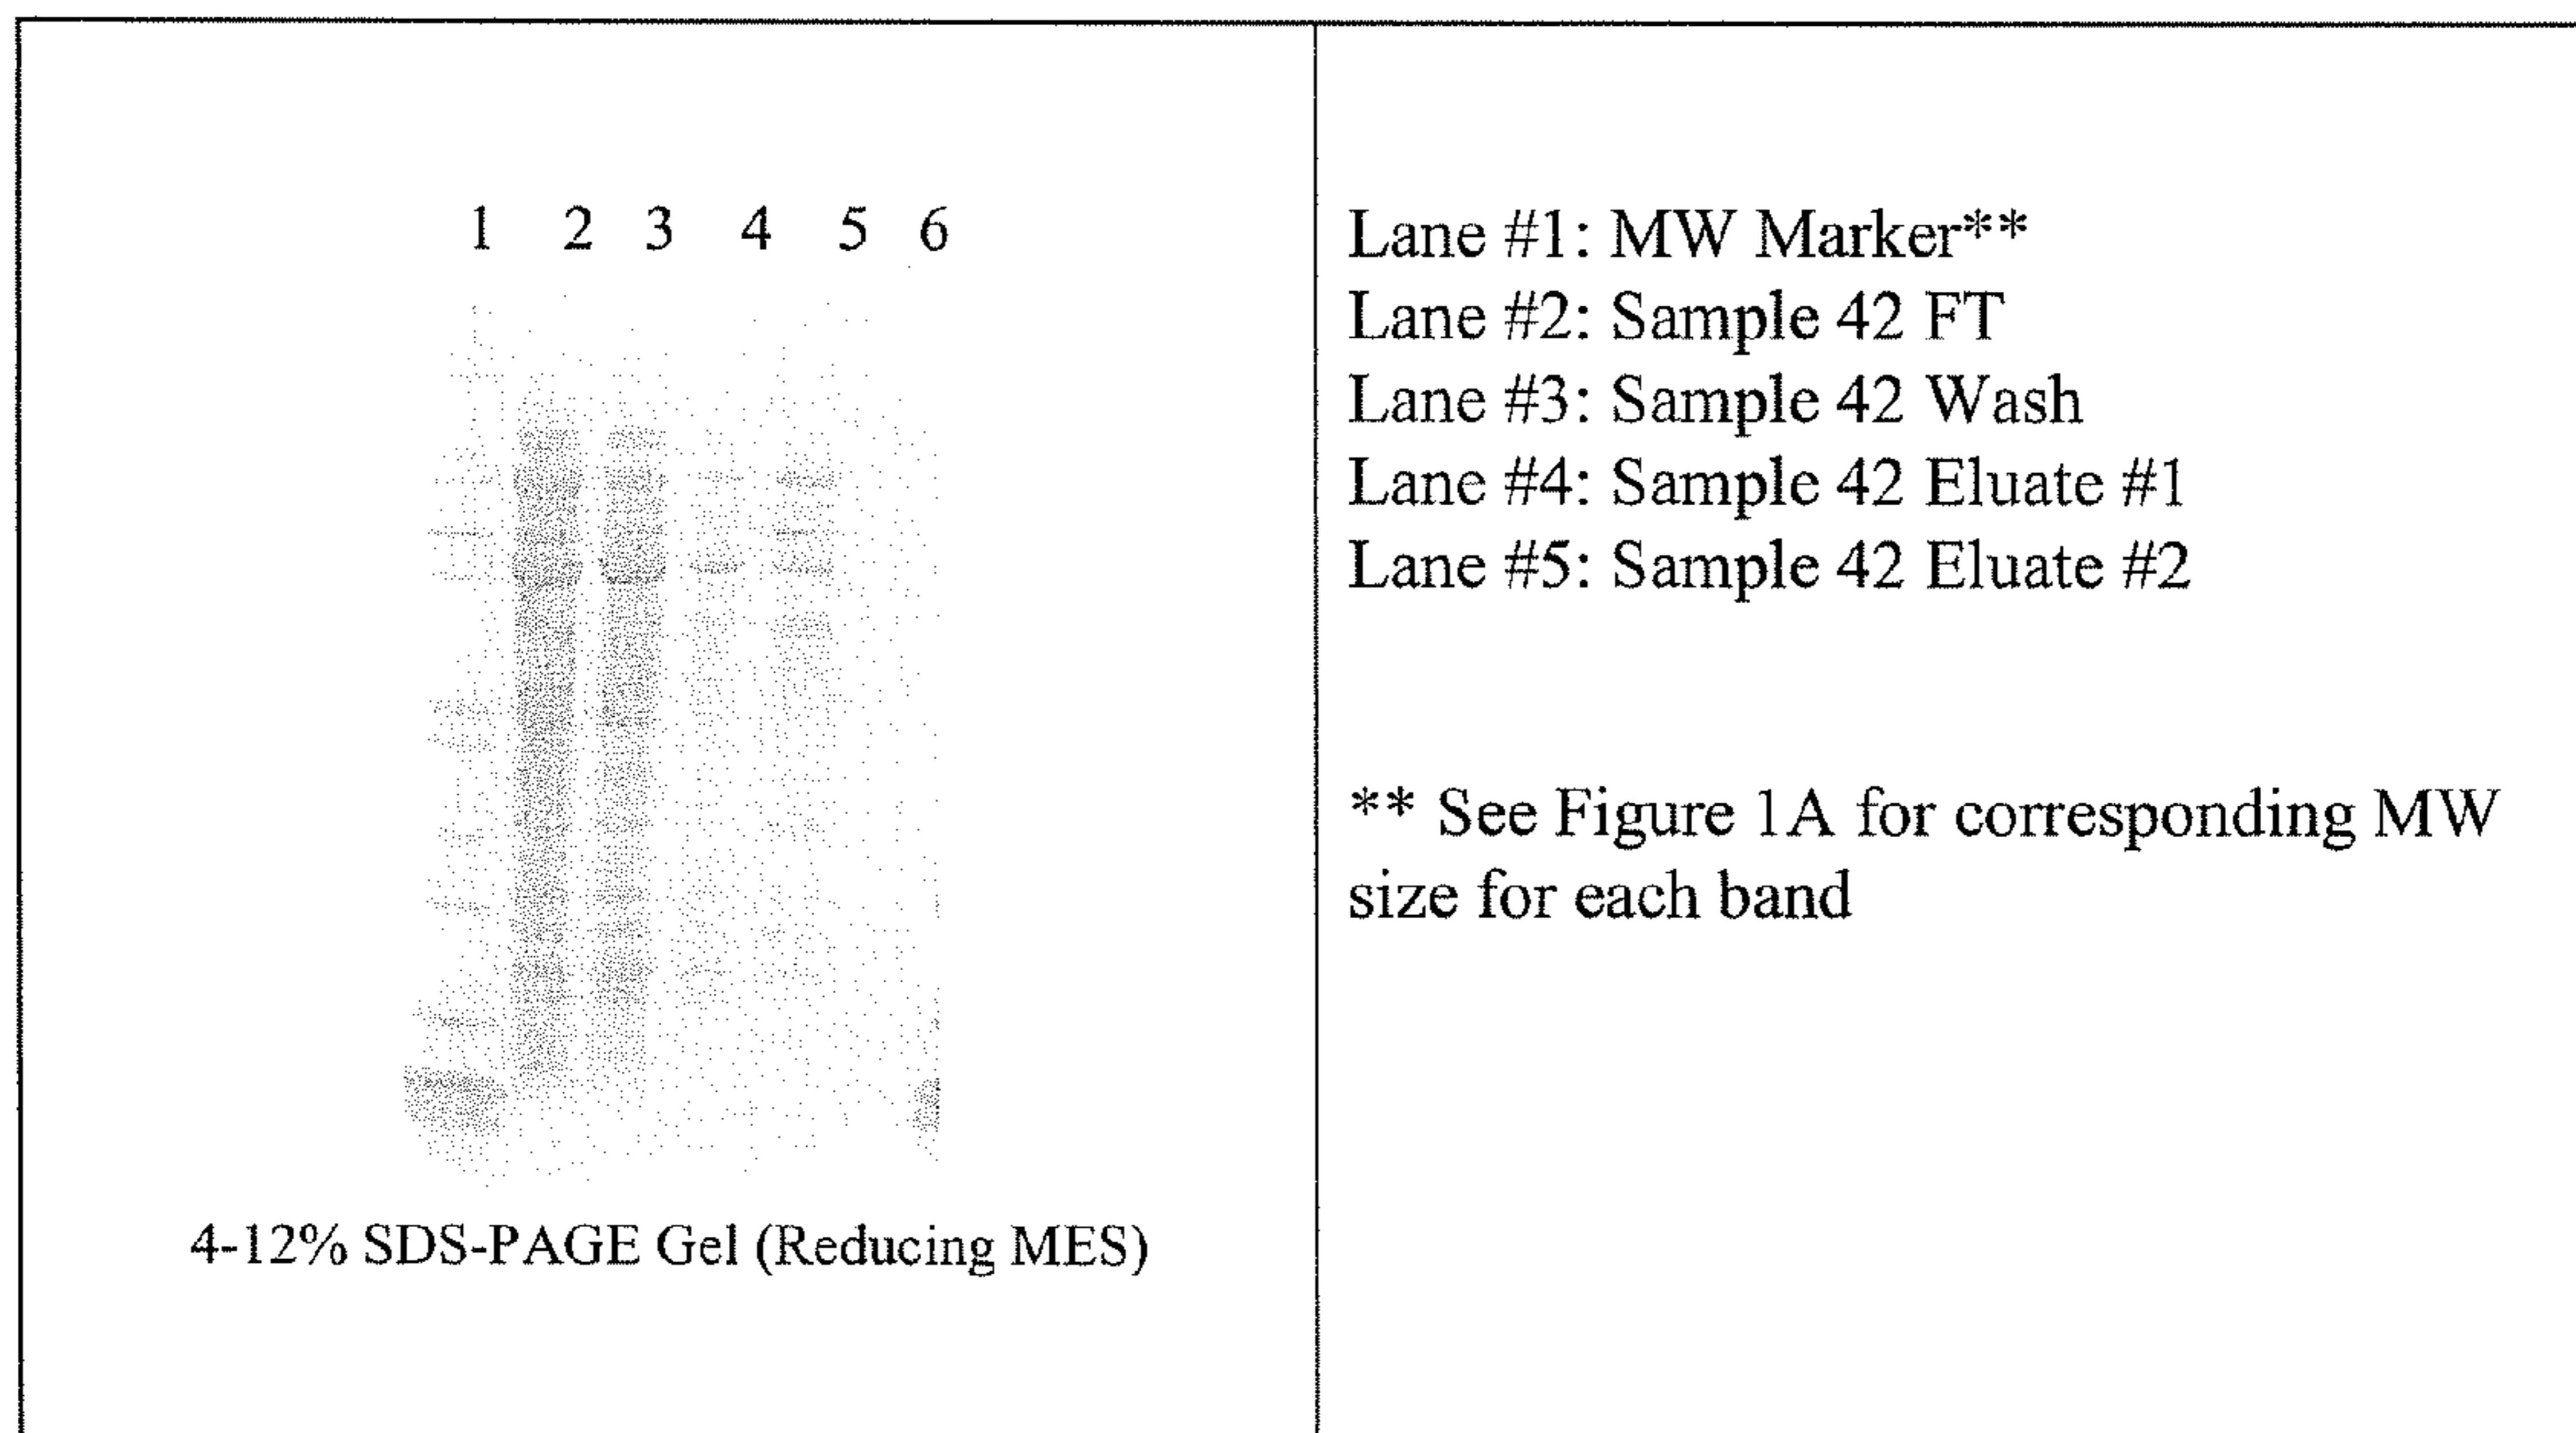 1 2 3 4 5 6
4-12% SDS-PAGE Gel (Reducing MES)
Lane #1: MW Marker**
Lane #2: Sample 42 FT
Lane #3: Sample 42 Wash
Lane #4: Sample 42 Eluate #1
Lane #5: Sample 42 Eluate #2
** See Figure 1A for corresponding MW
size for each band